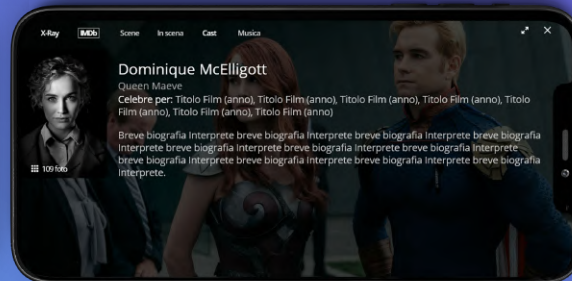 X-Ray IMDb Scene In scena Cast Musica
Dominique McElligott
Queen Maeve
Celebre per: Titolo Film (anno), Titolo Film (anno), Titolo Film (anno), Titolo Film (anno), Titolo
Film (anno), Titolo Film (anno), Titolo Film (anno)
Breve biografia Interprete breve biografia Interprete breve biografia Interprete breve biografia
Interprete breve biografia Interprete breve biografia Interprete breve biografia Interprete
breve biografia Interprete breve biografia Interprete breve biografia Interprete breve biografia
Interprete.
109 foto